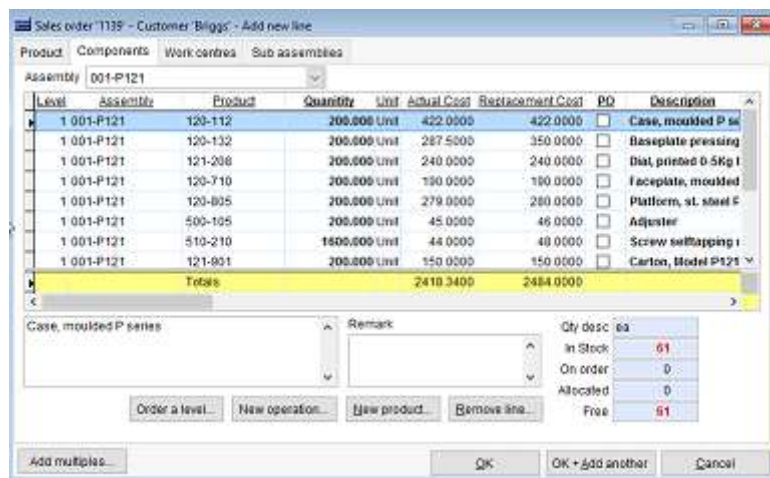 Sales order '1139' - Customer 'Briggs' - Add new line
Product Components Work centres Sub assemblies
Assembly 001-P121
Level Assembly Product Quanitity Unit Actual Cost Replacement Cost PO Description
1 001-P121 120-112 200.000 Unit 422.0000 422.0000 Case, moulded P se
1 001-P121 120-132 200.000 Unit 287.5000 350.0000 Baseplate pressing
1 001-P121 121-208 200.000 Unit 240.0000 240.0000 Dial, printed 0-5Kg
1 001-P121 120-710 200.000 Unit 190.0000 190.0000 Faceplate, moulded
1 001-P121 120-805 200.000 Unit 279.0000 280.0000 Platform, st. steel F
1 001-P121 500-105 200.000 Unit 45.0000 46.0000 Adjuster
1 001-P121 510-210 1600.000 Unit 44.0000 48.0000 Screw selftapping
1 001-P121 121-901 200.000 Unit 150.0000 150.0000 Carton, Model P121
Totals 2418.3400 2484.0000
Case, moulded P series
Remark
Qty desc ea
In Stock 61
On order 0
Allocated 0
Free 61
Order a level... New operation... New product... Remove line...
Add multiples... OK OK + Add another Cancel